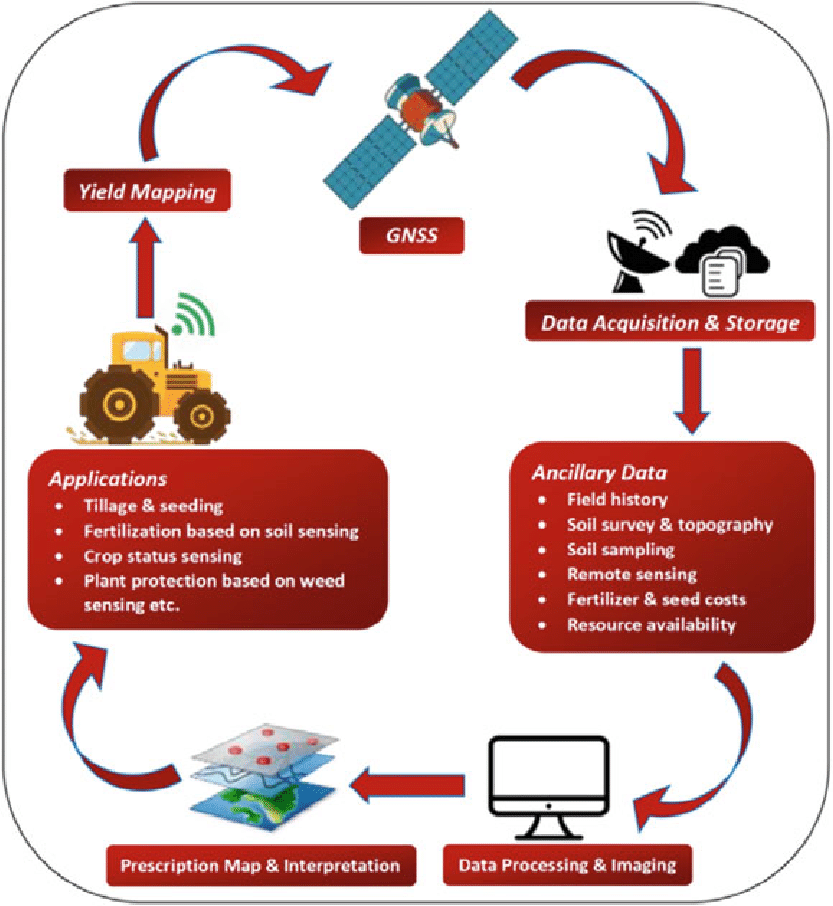 Yield Mapping
GNSS
Data Acquisition & Storage
Ancillary Data
• Field history
• Soil survey & topography
• Soil sampling
• Remote sensing
• Fertilizer & seed costs
• Resource availability
Data Processing & Imaging
Prescription Map & Interpretation
Applications
• Tillage & seeding
• Fertilization based on soil sensing
• Crop status sensing
• Plant protection based on weed
sensing etc.